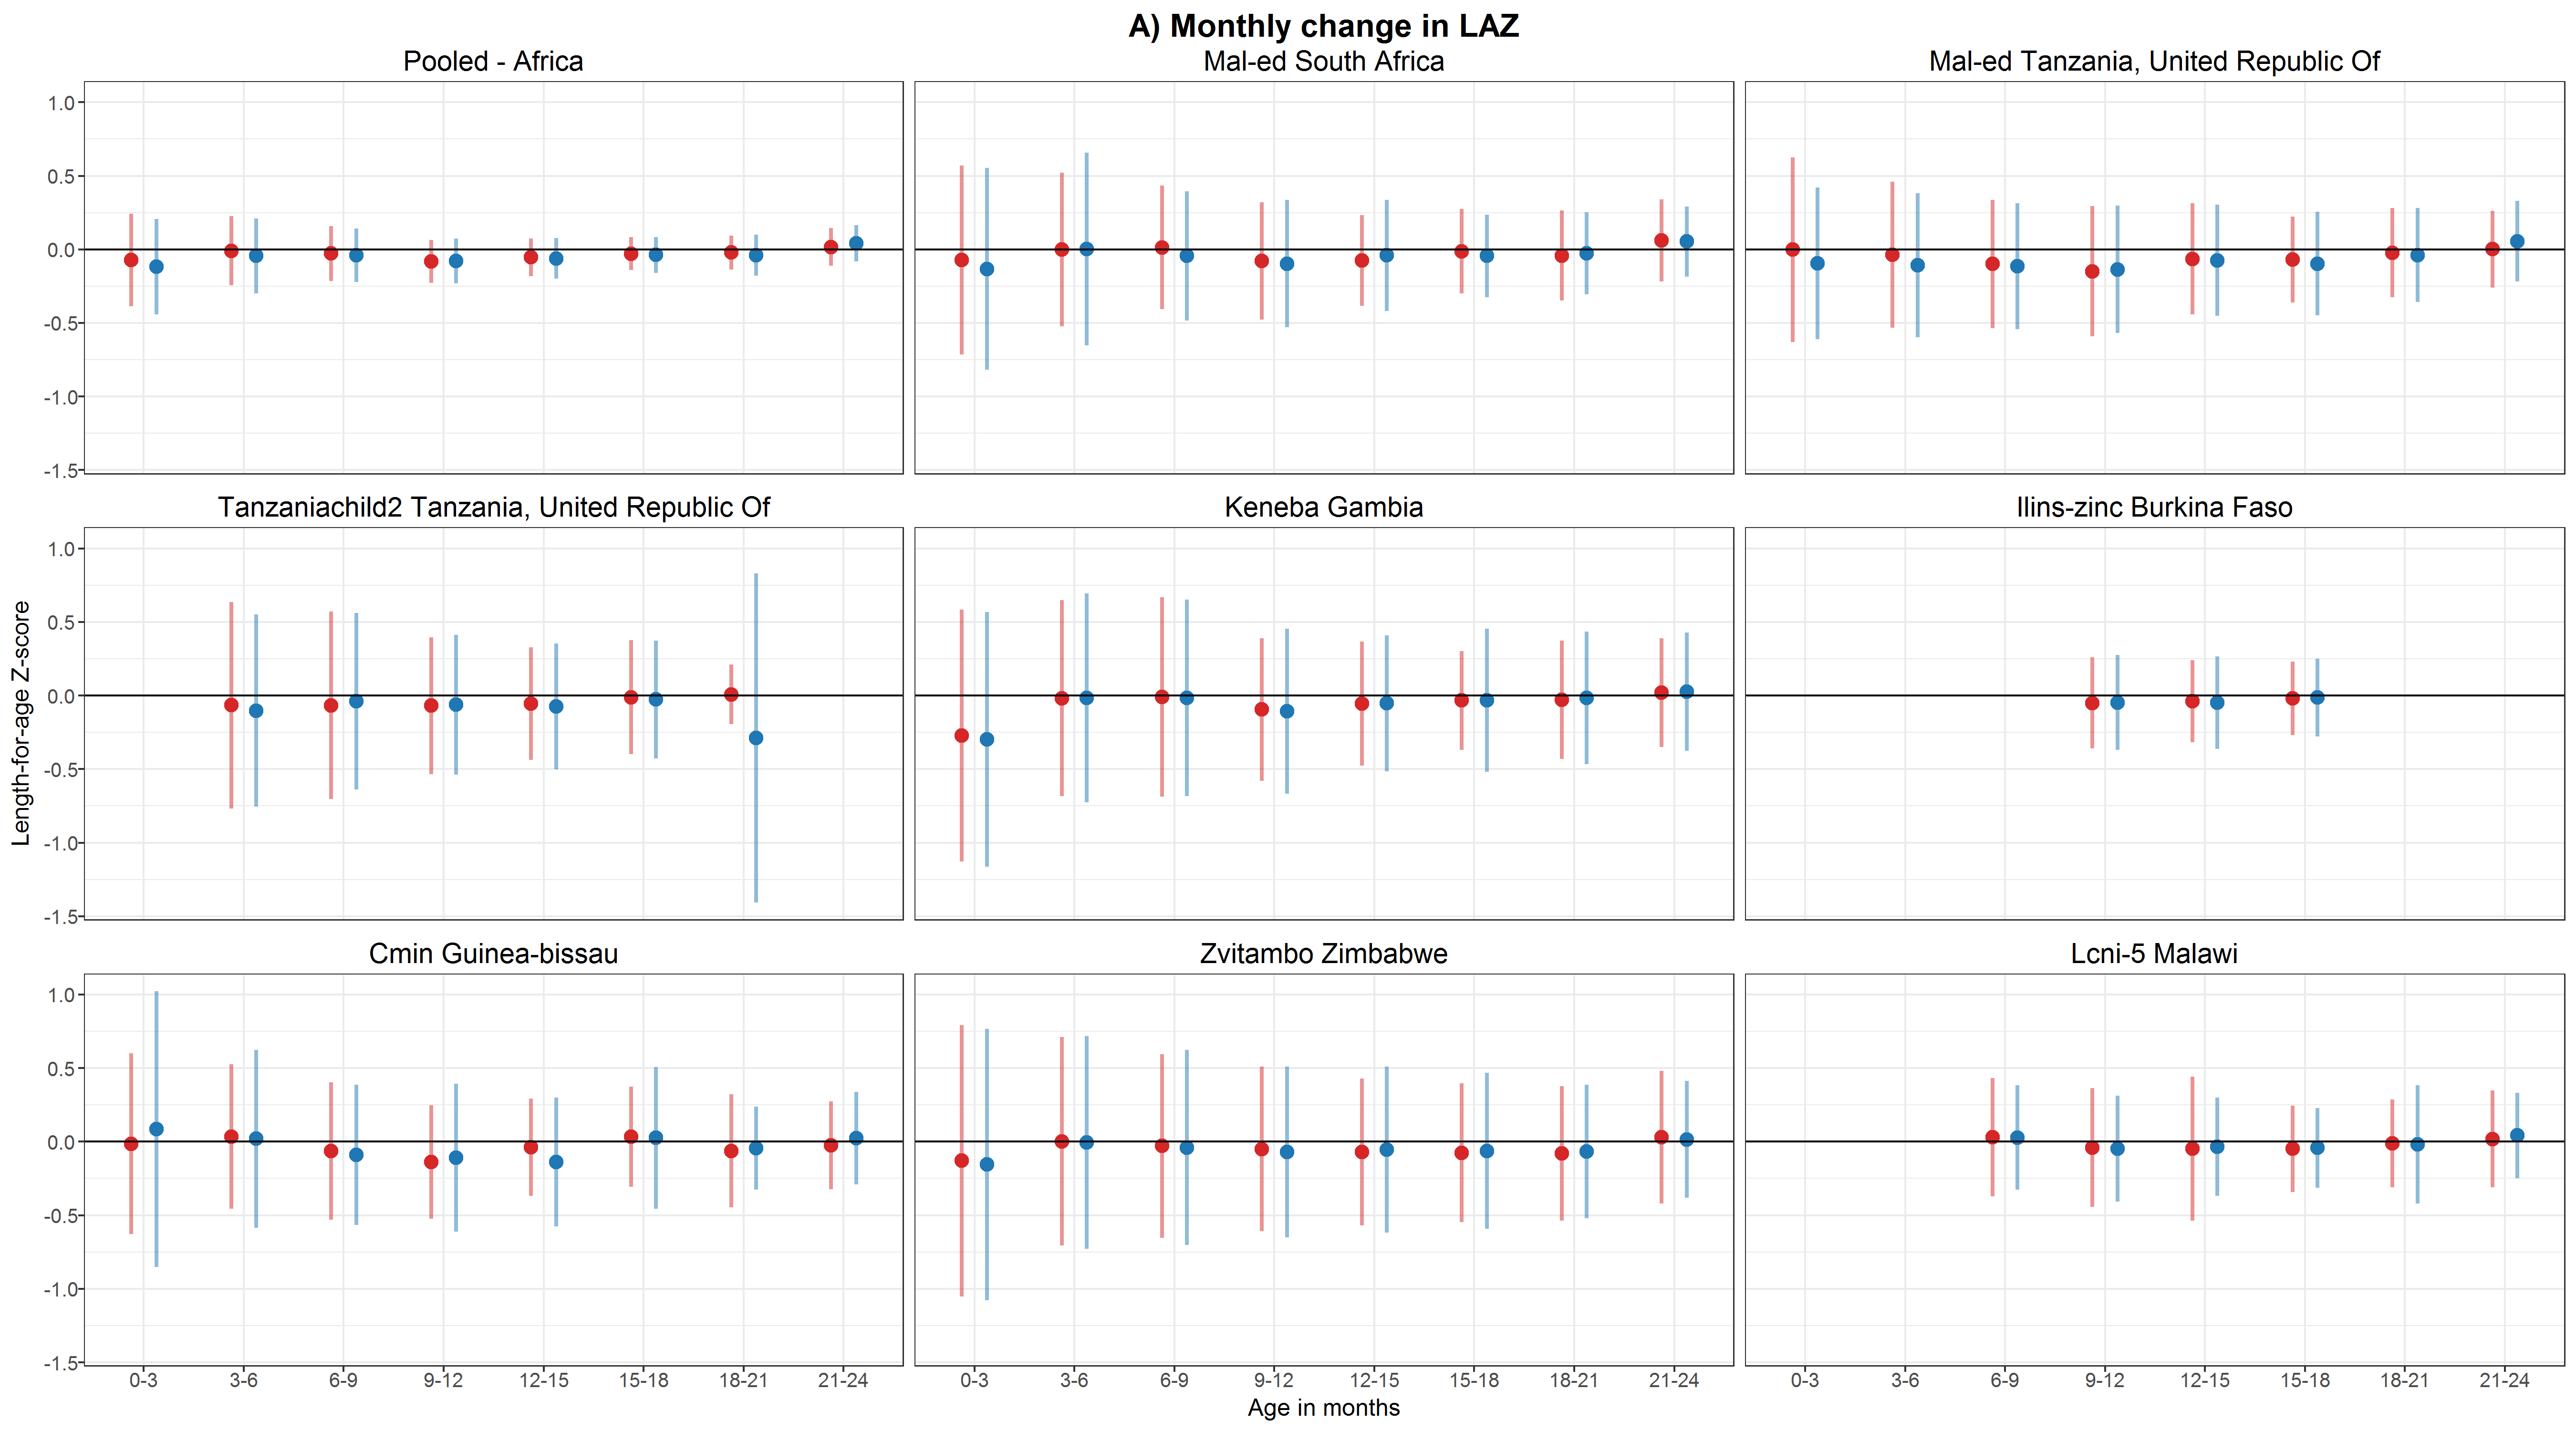 A) Monthly change in LAZ
Pooled - Africa
Mal-ed South Africa
Mal-ed Tanzania, United Republic Of
1.0
0.5
0.0
-0.5
-1.0
-1.5
Tanzaniachild2 Tanzania, United Republic Of
Keneba Gambia
Ilins-zinc Burkina Faso
1.0
0.5
0.0
-0.5
-1.0
-1.5
Length-for-age Z-score
Cmin Guinea-bissau
Zvitambo Zimbabwe
Lcni-5 Malawi
1.0
0.5
0.0
-0.5
-1.0
-1.5
0-3 3-6 6-9 9-12 12-15 15-18 18-21 21-24
0-3 3-6 6-9 9-12 12-15 15-18 18-21 21-24
0-3 3-6 6-9 9-12 12-15 15-18 18-21 21-24
Age in months